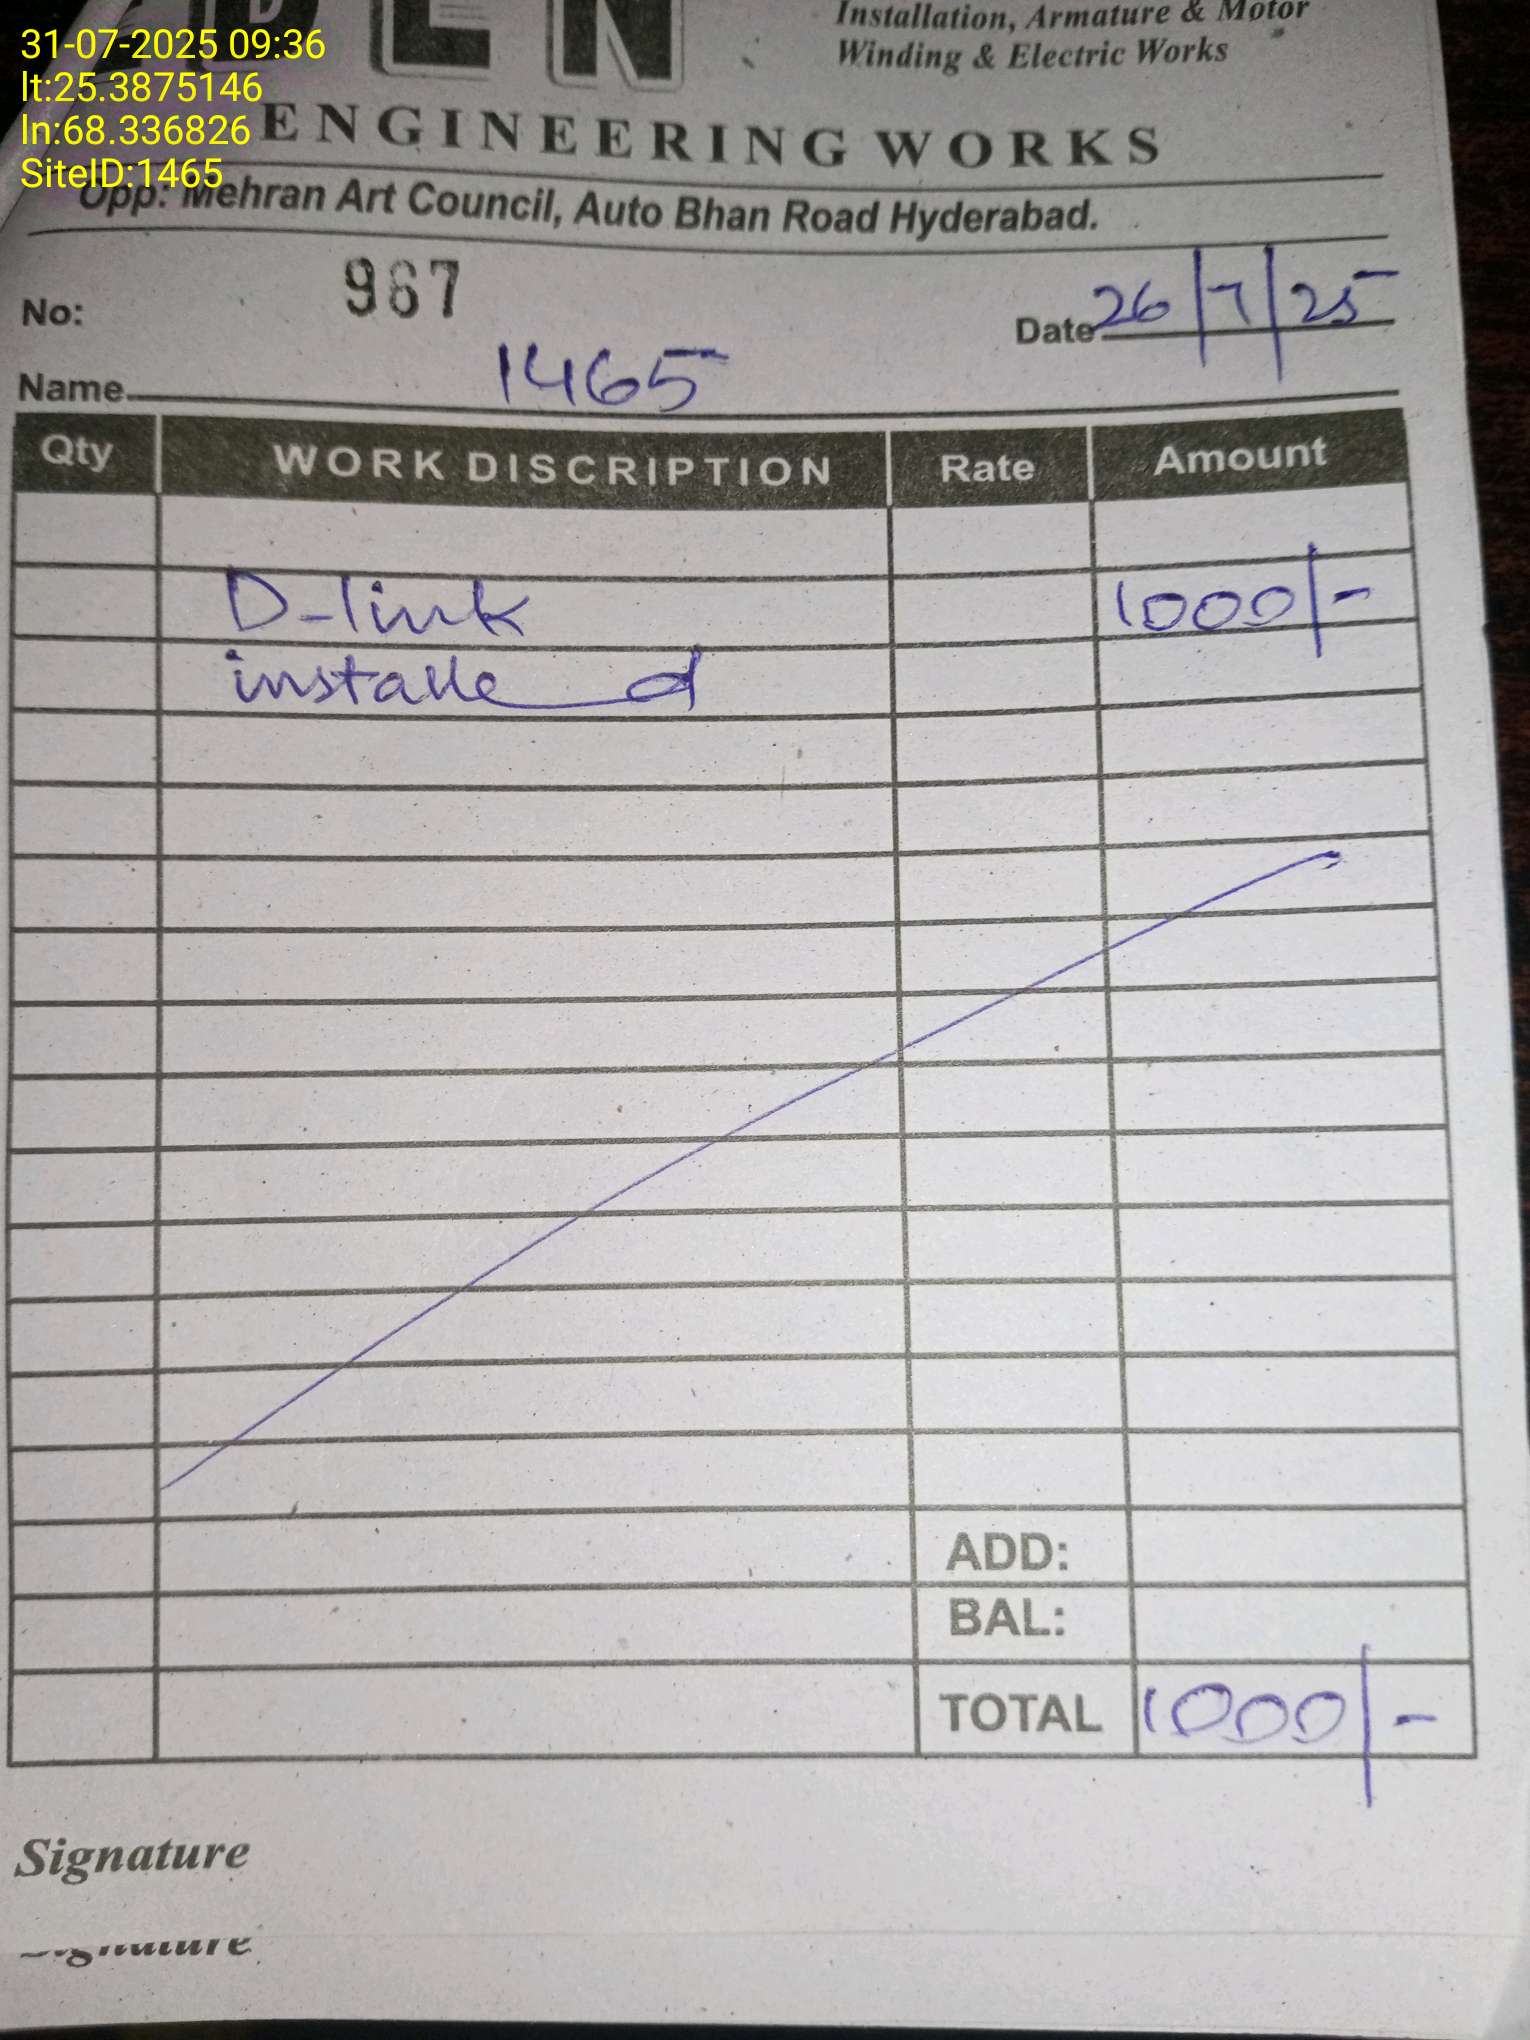 Installation, Armature & Motor
Winding & Electric Works
31-07-2025 09:36
lt:25.3875146
ln:68.336826
SiteID:1465
ENGINEERING WORKS
Opp: Mehran Art Council, Auto Bhan Road Hyderabad.
No: 967
Date 26/7/25
Name 1465
Qty WORK DISCRIPTION Rate Amount
D-link 1000/-
installed
ADD:
BAL:
TOTAL 1000/-
Signature
Signature